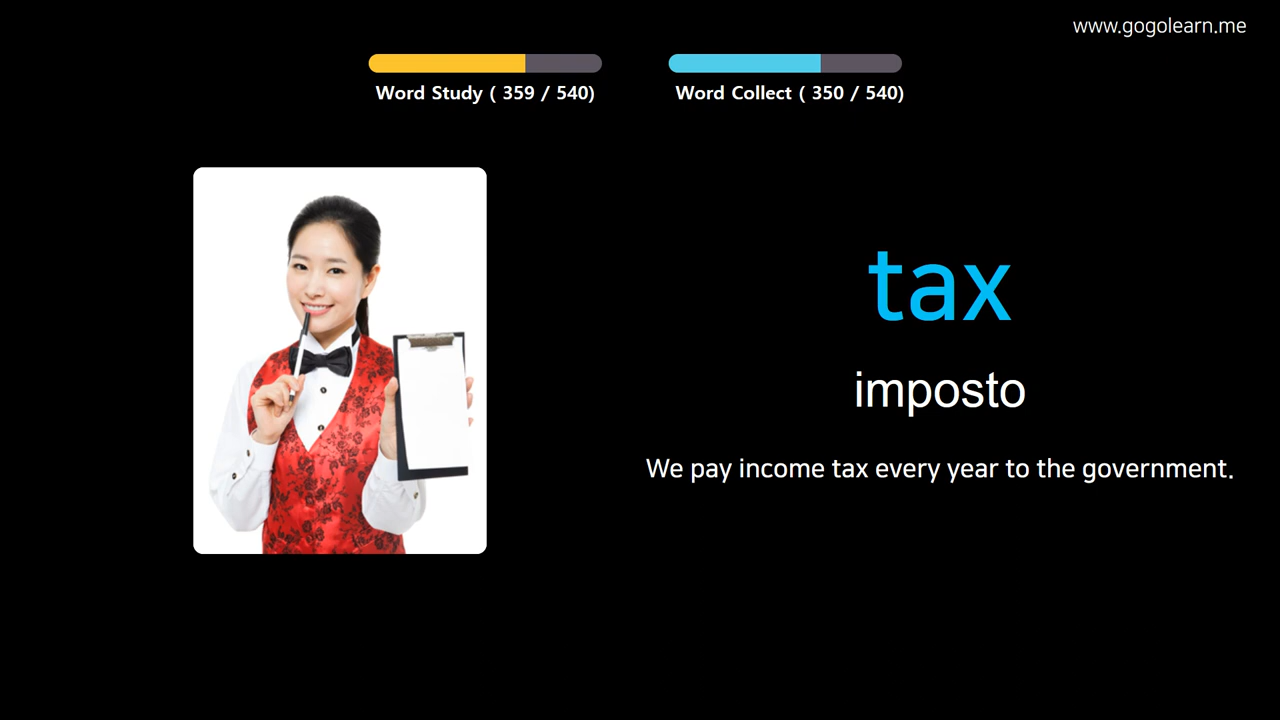 www.gogolearn.me
Word Study ( 359 / 540)
Word Collect ( 350 / 540)
tax
imposto
We pay income tax every year to the government.